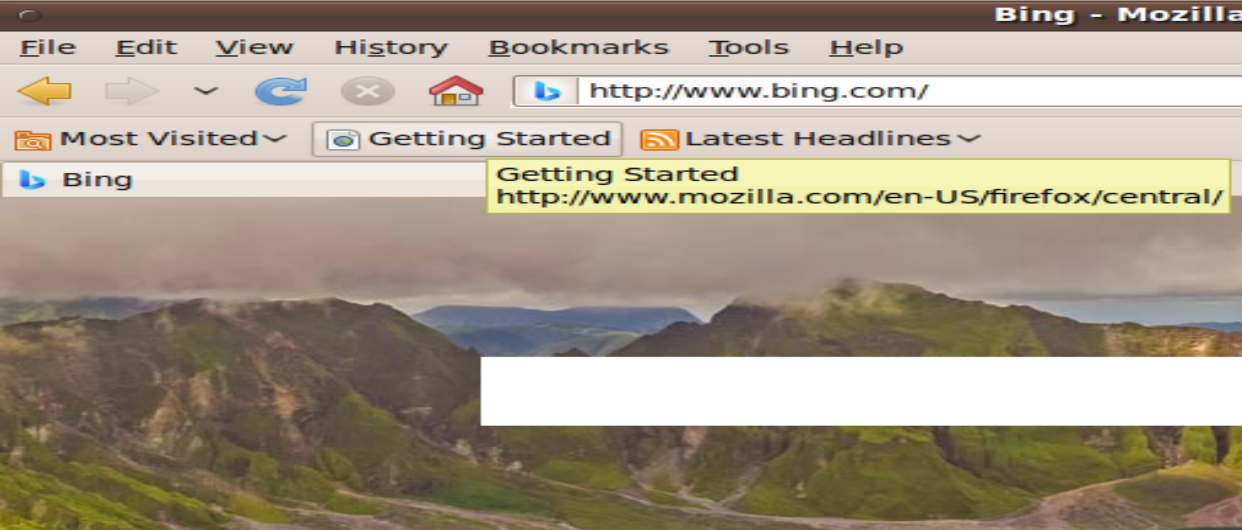 Bing - Mozilla
File Edit View History Bookmarks Tools Help
http://www.bing.com/
Most Visited Getting Started Latest Headlines
Bing
Getting Started
http://www.mozilla.com/en-US/firefox/central/